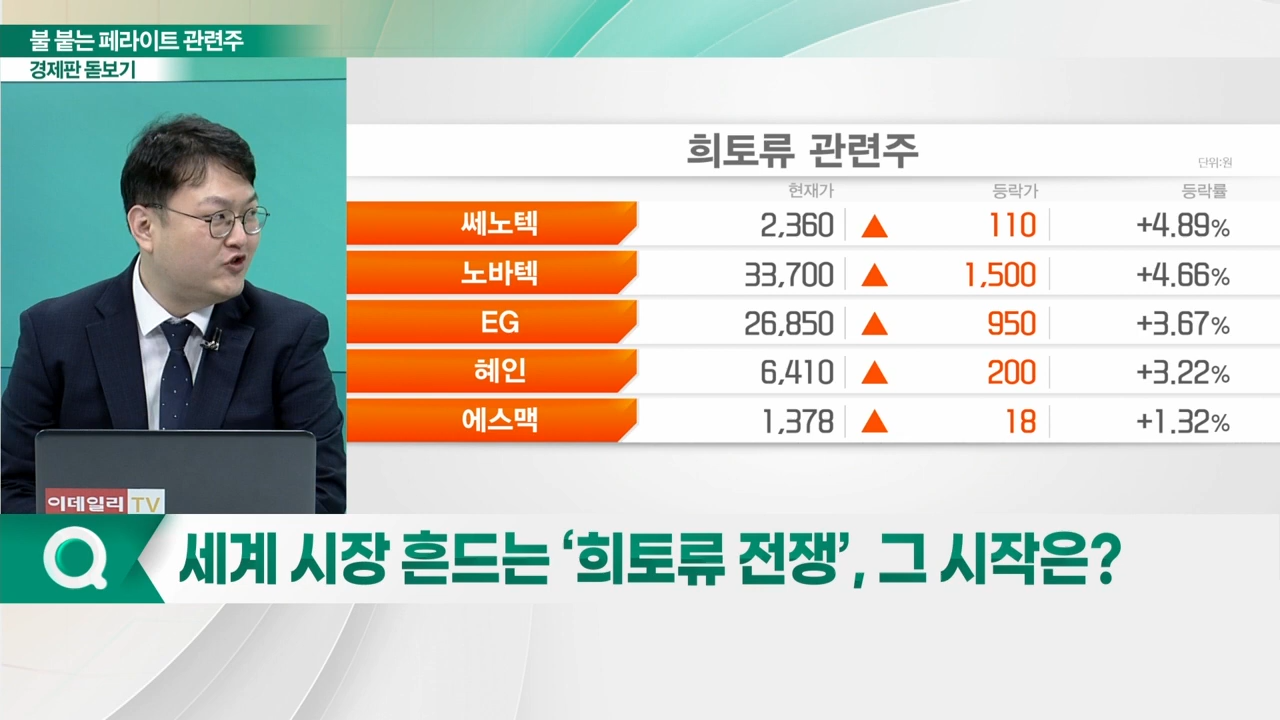 불 붙는 페라이트 관련주
경제판 돋보기
희토류 관련주
단위:원
현재가 등락가 등락률
쎄노텍 2,360 ▲ 110 +4.89%
노바텍 33,700 ▲ 1,500 +4.66%
EG 26,850 ▲ 950 +3.67%
혜인 6,410 ▲ 200 +3.22%
에스맥 1,378 ▲ 18 +1.32%
이데일리 TV
세계 시장 흔드는 ‘희토류 전쟁’, 그 시작은?